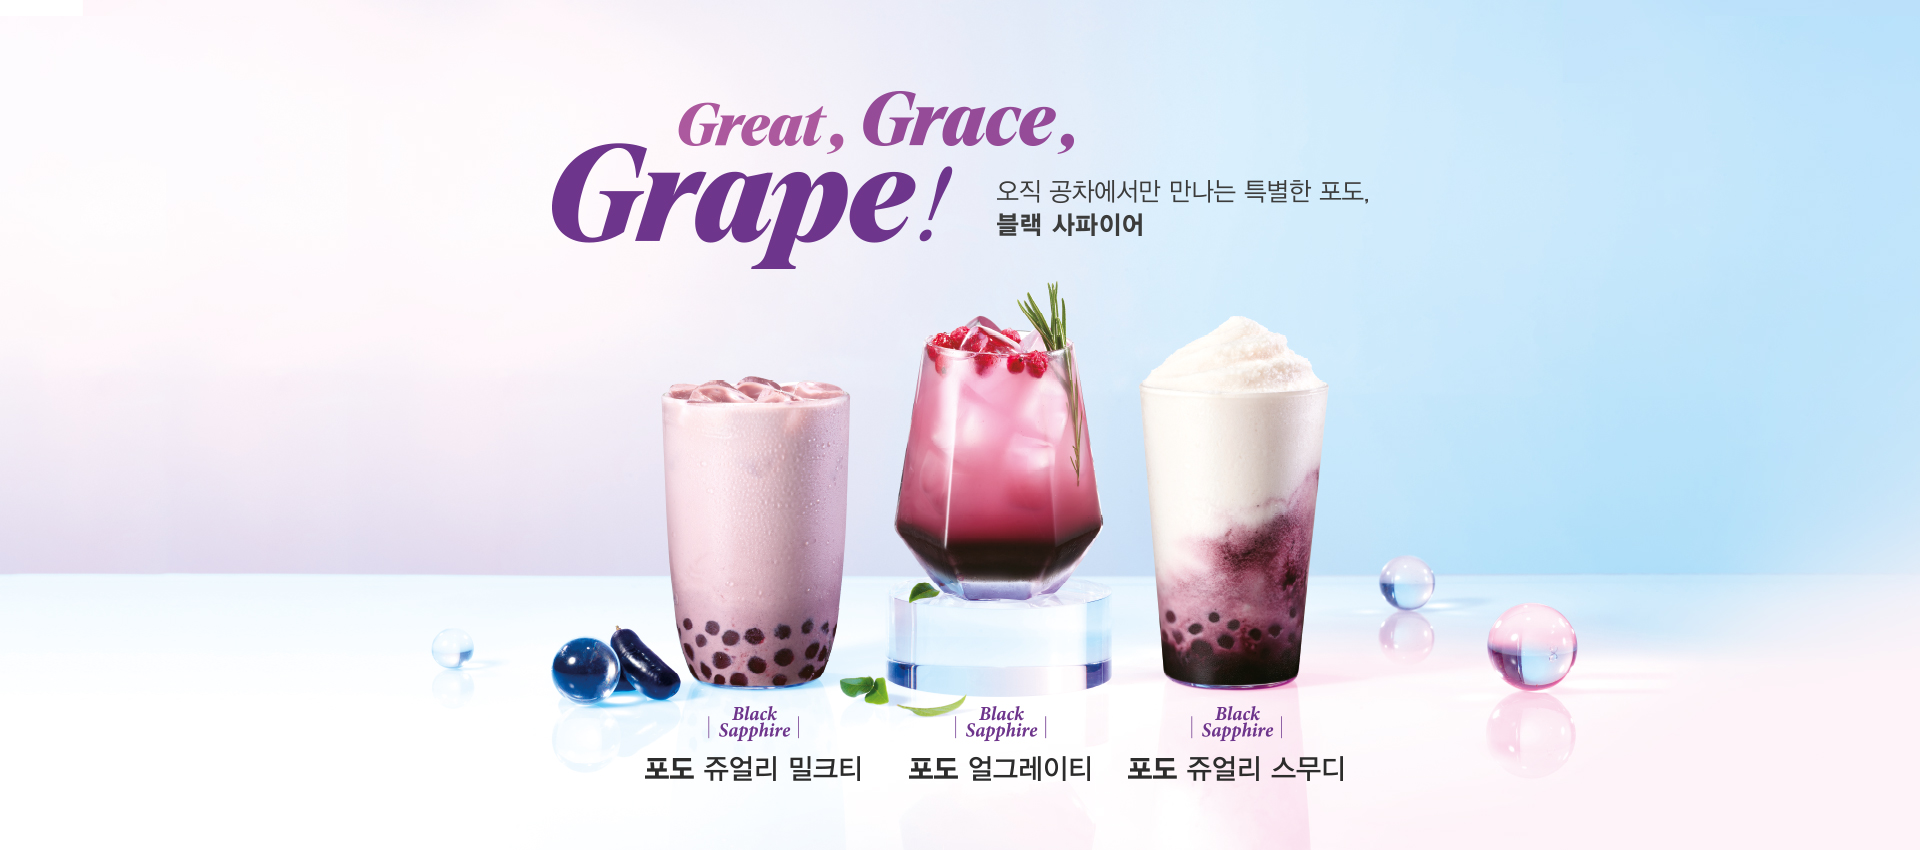 Great, Grace,
Grape!
오직 공차에서만 만나는 특별한 포도,
블랙 사파이어
Black
Sapphire
포도 쥬얼리 밀크티
Black
Sapphire
포도 얼그레이티
Black
Sapphire
포도 쥬얼리 스무디